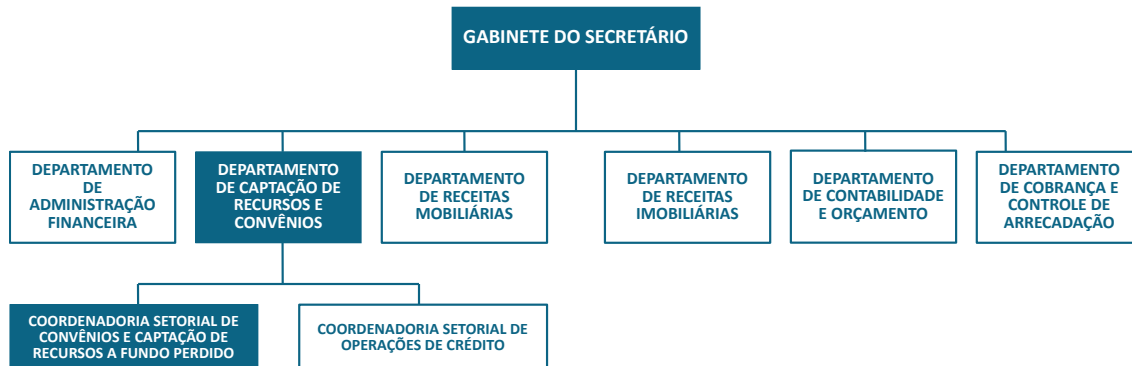 GABINETE DO SECRETÁRIO
DEPARTAMENTO
DE
ADMINISTRAÇÃO
FINANCEIRA
DEPARTAMENTO
DE CAPTAÇÃO DE
RECURSOS E
CONVÊNIOS
DEPARTAMENTO
DE RECEITAS
MOBILIÁRIAS
DEPARTAMENTO
DE RECEITAS
IMOBILIÁRIAS
DEPARTAMENTO
DE CONTABILIDADE
E ORÇAMENTO
DEPARTAMENTO
DE COBRANÇA E
CONTROLE DE
ARRECADAÇÃO
COORDENADORIA SETORIAL DE
CONVÊNIOS E CAPTAÇÃO DE
RECURSOS A FUNDO PERDIDO
COORDENADORIA SETORIAL DE
OPERAÇÕES DE CRÉDITO